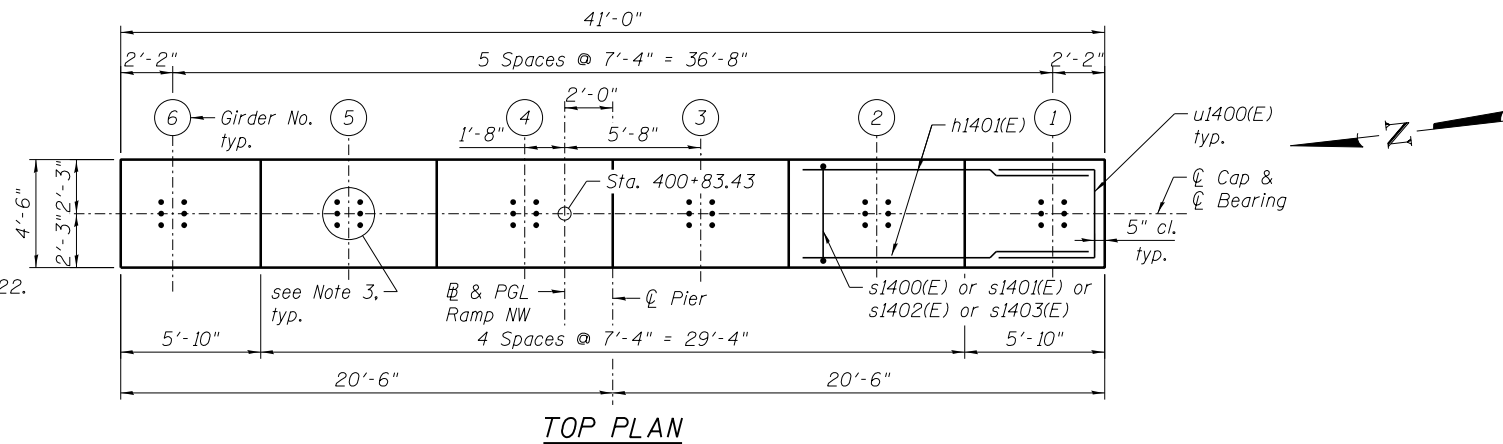 41'-0"
2'-2"
5 Spaces @ 7'-4" = 36'-8"
2'-2"
2'-0"
6
Girder No.
typ.
5
4
1'-8"
5'-8"
3
2
h1401(E)
1
u1400(E)
typ.
N
4'-6"
2'-3"
2'-3"
Sta. 400+83.43
℄ Cap &
℄ Bearing
5" cl.
typ.
22.
see Note 3,
typ.
& PGL
Ramp NW
℄ Pier
s1400(E) or s1401(E) or
s1402(E) or s1403(E)
5'-10"
4 Spaces @ 7'-4" = 29'-4"
5'-10"
20'-6"
20'-6"
TOP PLAN